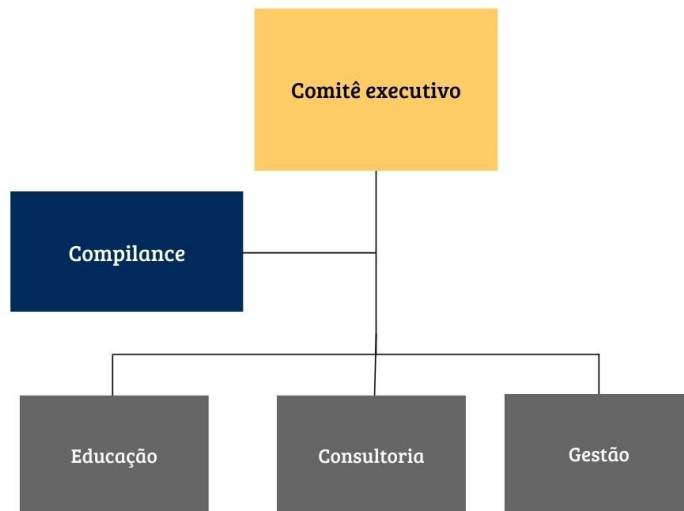 Comitê executivo
Compilance
Educação
Consultoria
Gestão